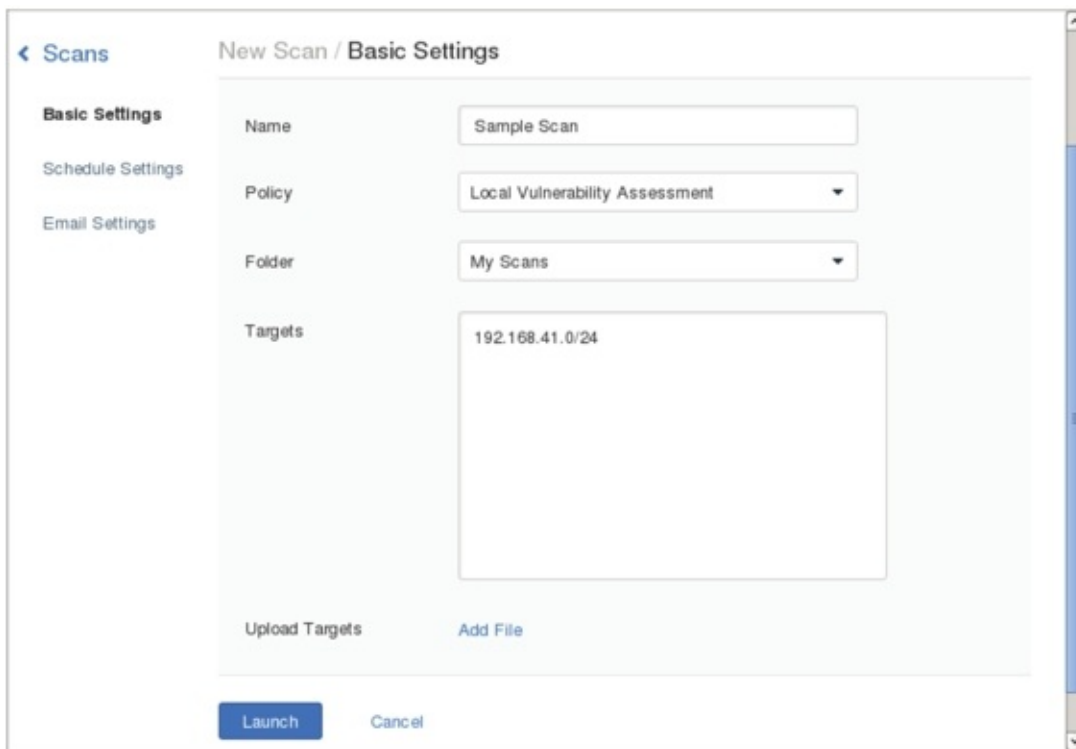 Scans
New Scan / Basic Settings
Basic Settings
Schedule Settings
Email Settings
Name
Sample Scan
Policy
Local Vulnerability Assessment
Folder
My Scans
Targets
192.168.41.0/24
Upload Targets
Add File
Launch
Cancel